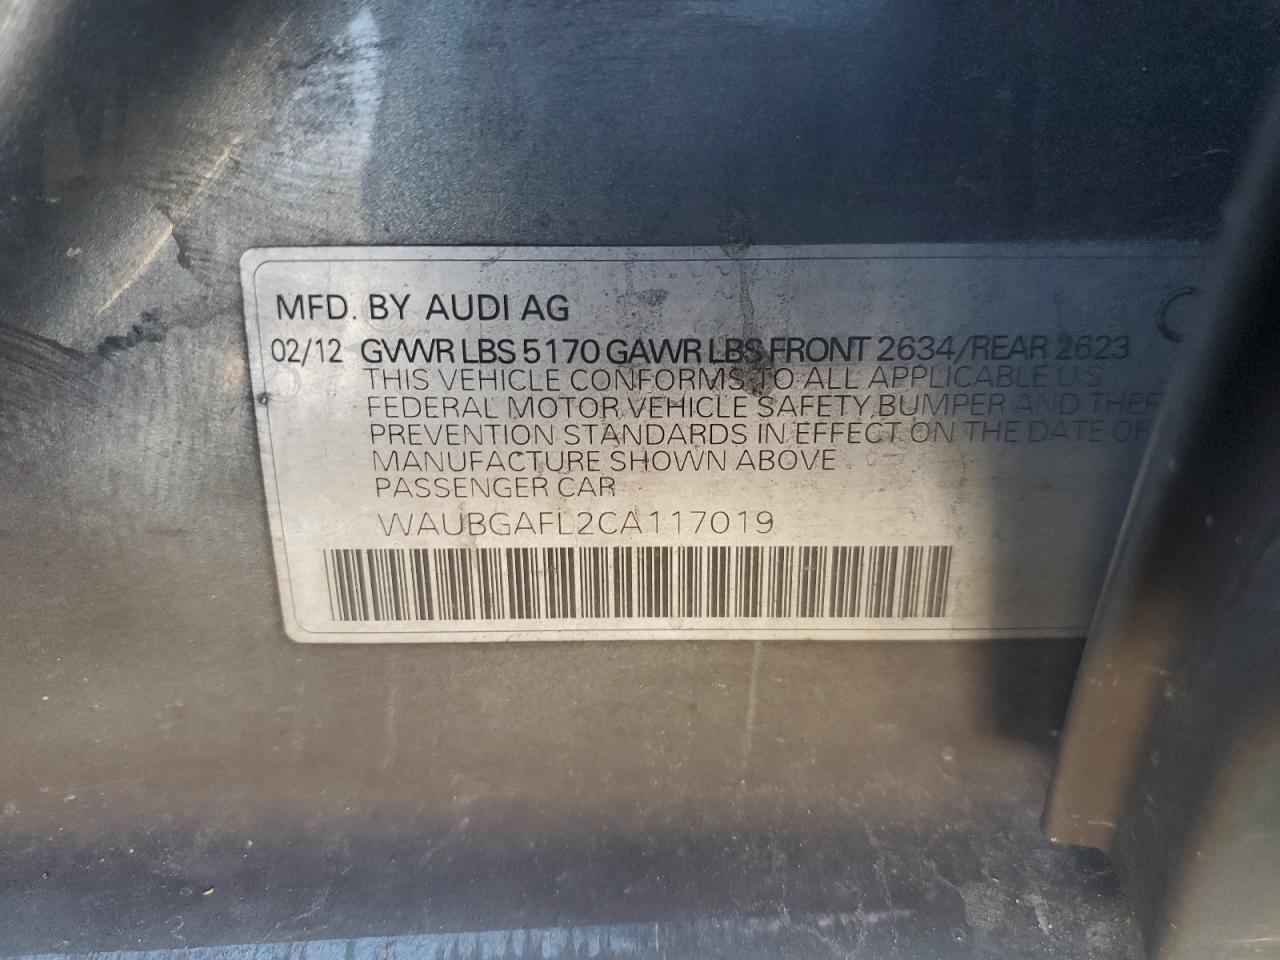 MFD. BY AUDI AG
02/12 GVWR LBS 5170 GAWR LBS FRONT 2634/REAR 2623
THIS VEHICLE CONFORMS TO ALL APPLICABLE U S
FEDERAL MOTOR VEHICLE SAFETY, BUMPER AND THEF
PREVENTION STANDARDS IN EFFECT ON THE DATE OF
MANUFACTURE SHOWN ABOVE
PASSENGER CAR
WAUBGAFL2CA117019